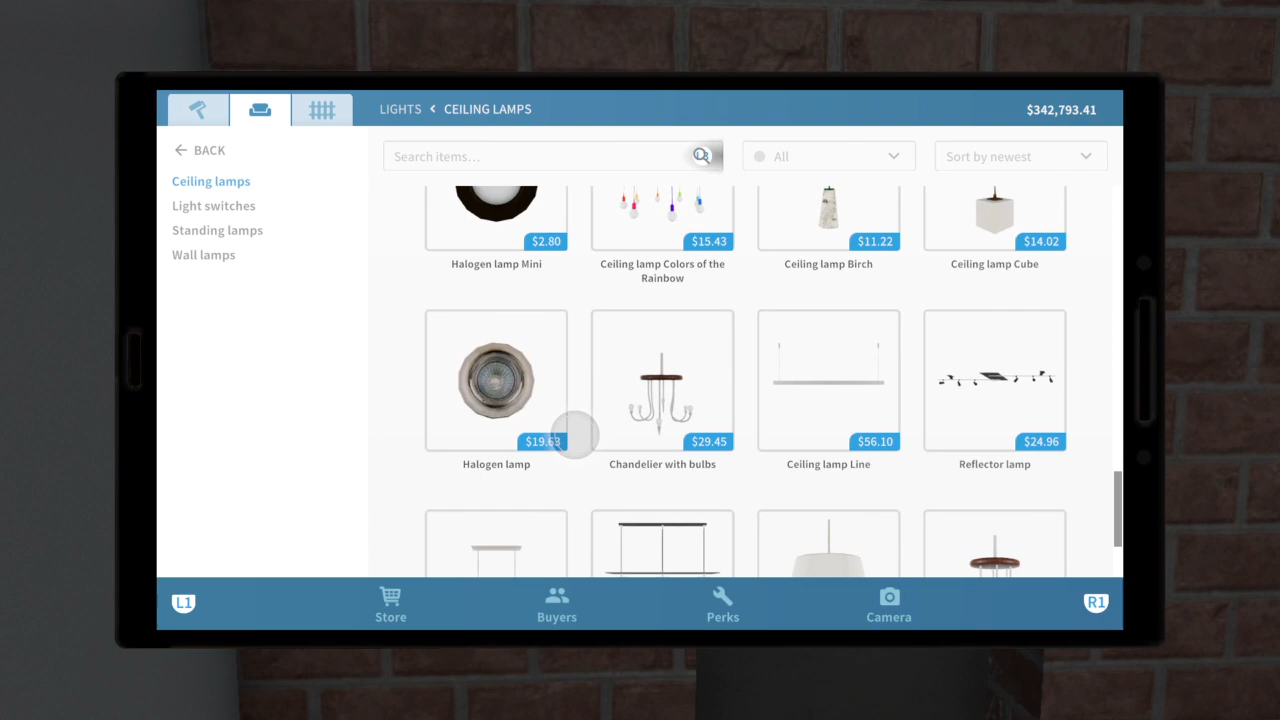 LIGHTS < CEILING LAMPS
$342,793.41
BACK
Search items...
All
Sort by newest
Ceiling lamps
Light switches
Standing lamps
Wall lamps
$2.80
$15.43
$11.22
$14.02
Halogen lamp Mini
Ceiling lamp Colors of the
Rainbow
Ceiling lamp Birch
Ceiling lamp Cube
$19.63
$29.45
$56.10
$24.96
Halogen lamp
Chandelier with bulbs
Ceiling lamp Line
Reflector lamp
L1
Store
Buyers
Perks
Camera
R1